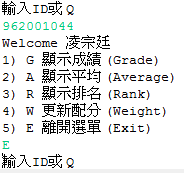 輸入ID或 Q
962001044
Welcome 凌宗廷
1) G 顯示成績 (Grade)
2) A 顯示平均 (Average)
3) R 顯示排名 (Rank)
4) W 更新配分 (Weight)
5) E 離開選單 (Exit)
E
輸入ID或 Q